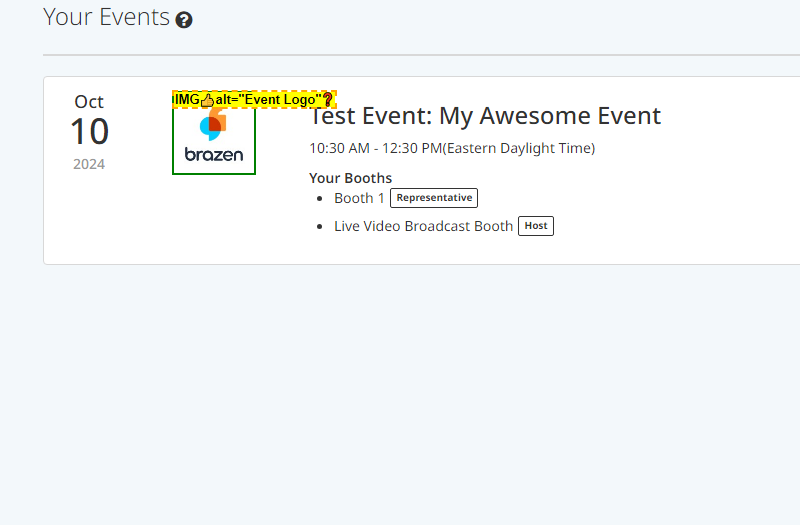 Your Events ?
Oct
10
2024
IMG👍alt="Event Logo"❓
brazen
Test Event: My Awesome Event
10:30 AM - 12:30 PM(Eastern Daylight Time)
Your Booths
Booth 1 Representative
Live Video Broadcast Booth Host